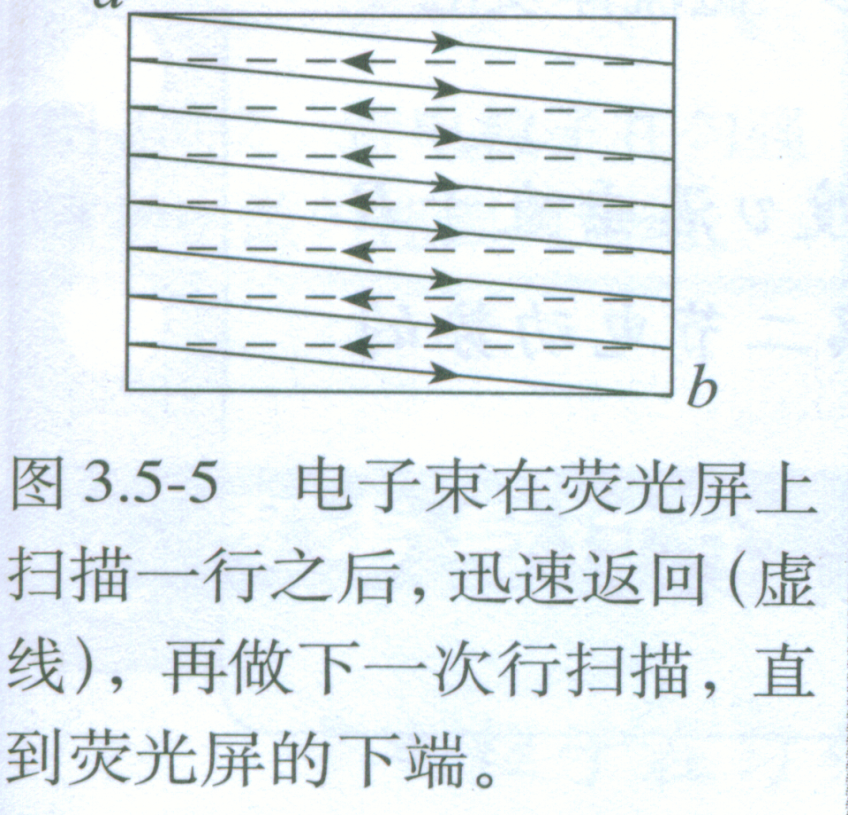 a
b
图 3.5-5 电子束在荧光屏上
扫描一行之后,迅速返回(虚
线),再做下一次行扫描,直
到荧光屏的下端。